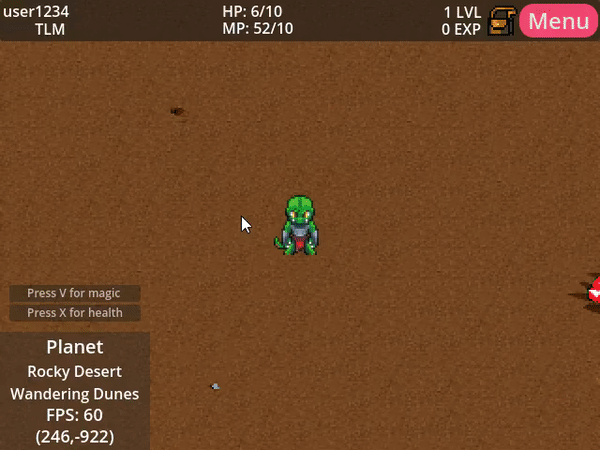 user1234
TLM
HP: 6/10
MP: 52/10
1 LVL
0 EXP
Menu
Press V for magic
Press X for health
Planet
Rocky Desert
Wandering Dunes
FPS: 60
(246,-922)